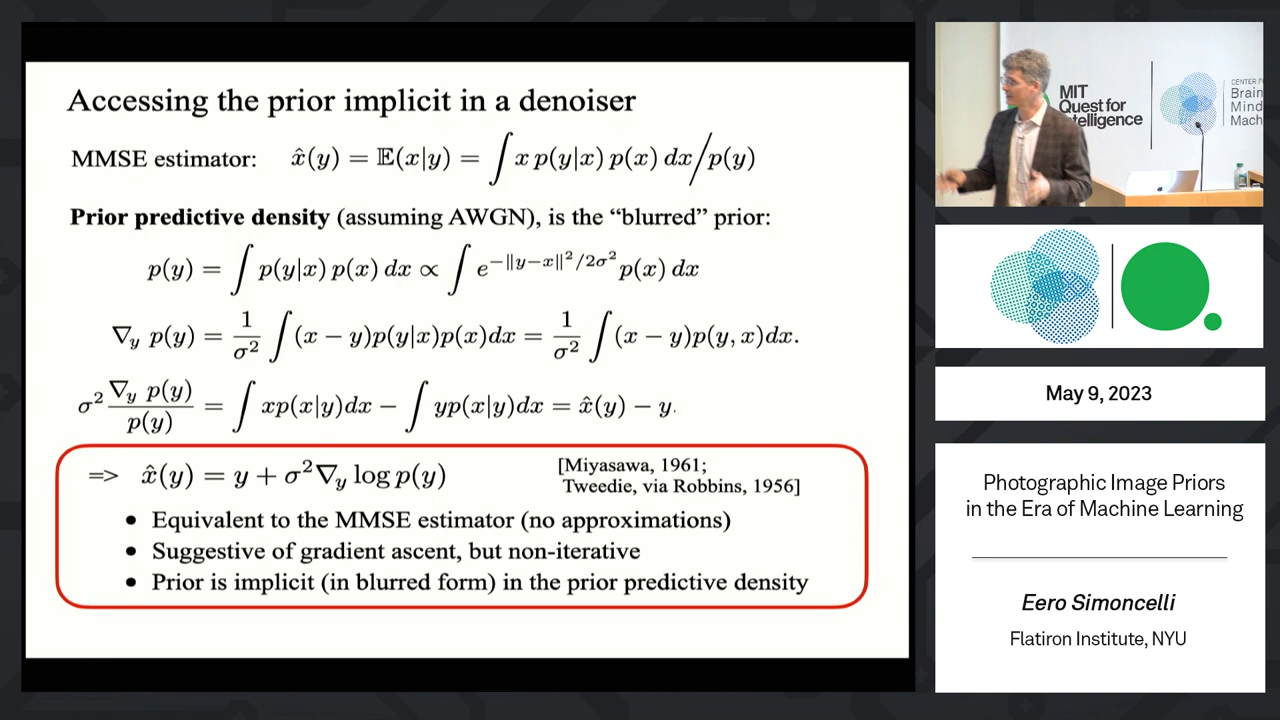 Accessing the prior implicit in a denoiser
MMSE estimator: x̂(y) = 𝔼(x|y) = ∫ x p(y|x) p(x) dx / p(y)
Prior predictive density (assuming AWGN), is the “blurred” prior:
p(y) = ∫ p(y|x) p(x) dx ∝ ∫ e^{−||y−x||²/2σ²} p(x) dx
∇_y p(y) = 1/σ² ∫ (x − y)p(y|x)p(x)dx = 1/σ² ∫ (x − y)p(y, x)dx.
σ² ∇_y p(y)/p(y) = ∫ xp(x|y)dx − ∫ yp(x|y)dx = x̂(y) − y.
=> x̂(y) = y + σ²∇_y log p(y)
[Miyasawa, 1961;
Tweedie, via Robbins, 1956]
• Equivalent to the MMSE estimator (no approximations)
• Suggestive of gradient ascent, but non-iterative
• Prior is implicit (in blurred form) in the prior predictive density
MIT
Quest for
telligence
CENTER F
Brain
Mind
Mach
May 9, 2023
Photographic Image Priors
in the Era of Machine Learning
Eero Simoncelli
Flatiron Institute, NYU